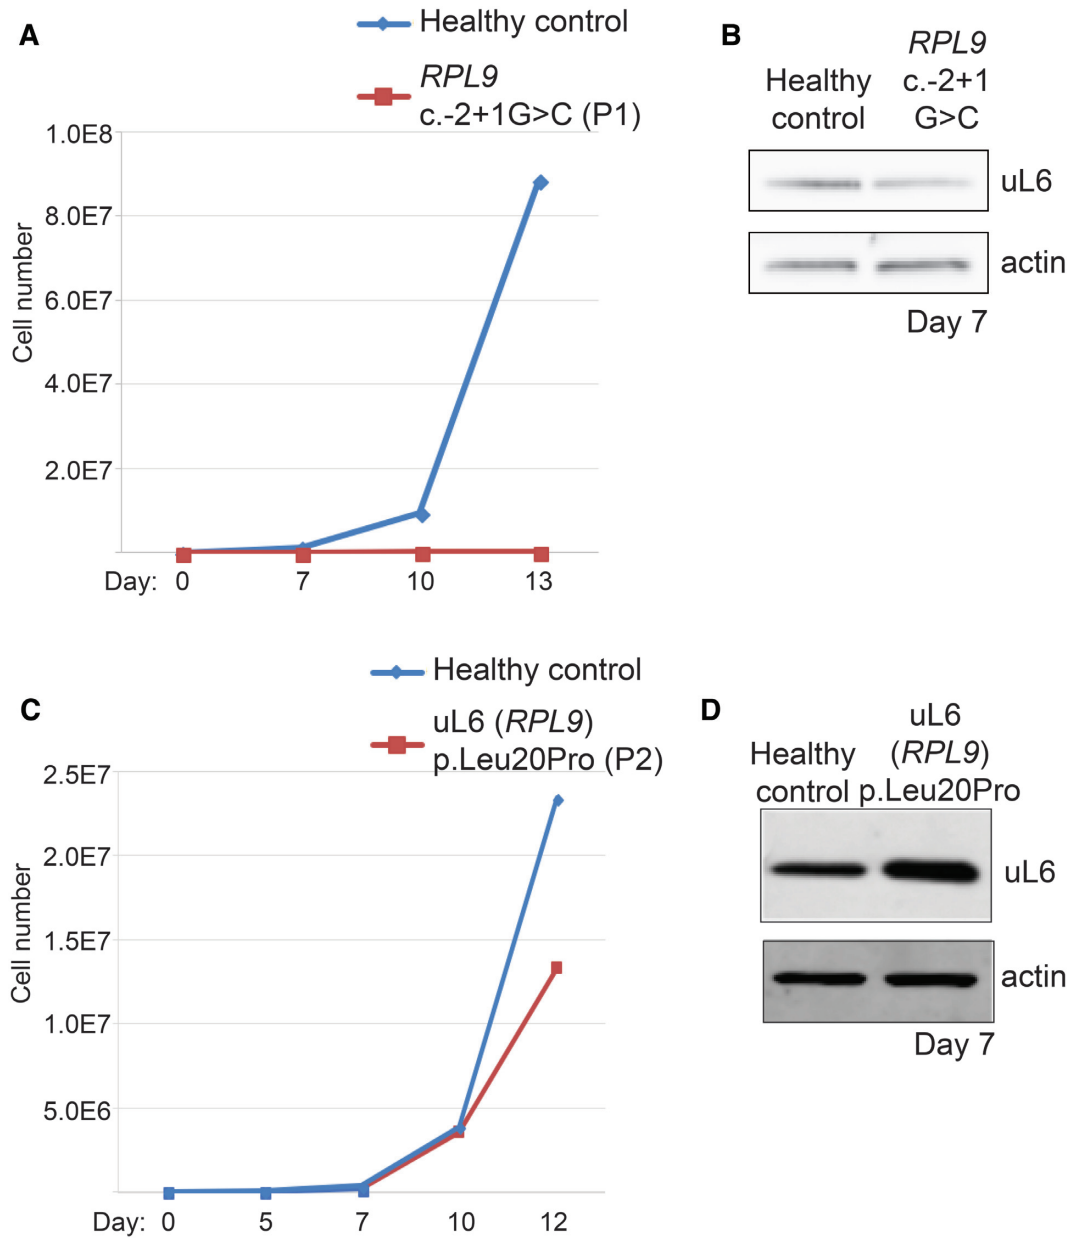 A
Healthy control
RPL9
c.-2+1G>C (P1)
1.0E8
8.0E7
6.0E7
4.0E7
2.0E7
Cell number
Day: 0 7 10 13
B
Healthy
control
RPL9
c.-2+1
G>C
uL6
actin
Day 7
C
Healthy control
uL6 (RPL9)
p.Leu20Pro (P2)
2.5E7
2.0E7
1.5E7
1.0E7
5.0E6
Cell number
Day: 0 5 7 10 12
D
Healthy
control
uL6
(RPL9)
p.Leu20Pro
uL6
actin
Day 7